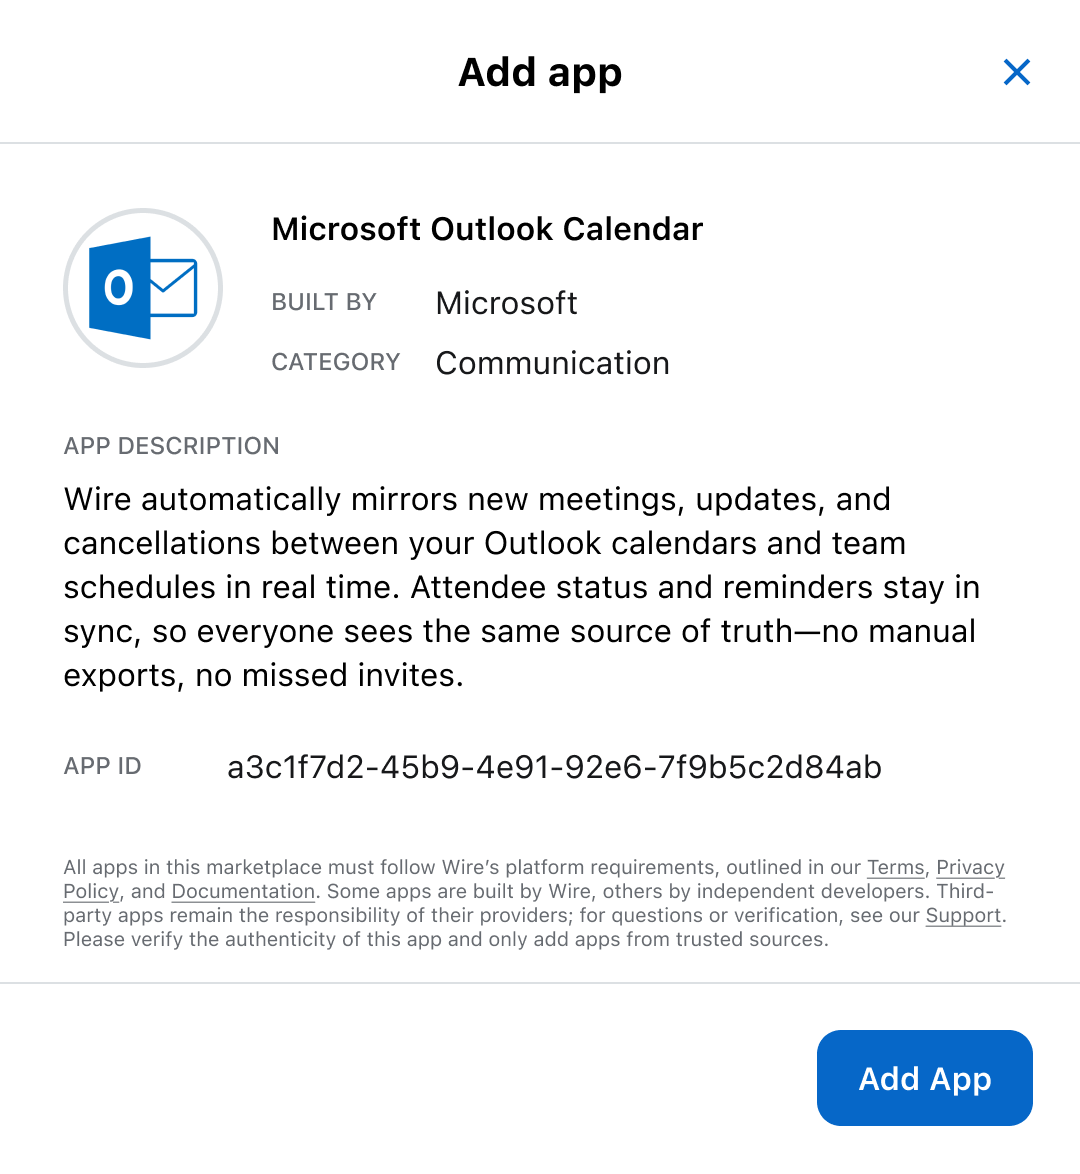 Add app
Microsoft Outlook Calendar
O
BUILT BY Microsoft
CATEGORY Communication
APP DESCRIPTION
Wire automatically mirrors new meetings, updates, and
cancellations between your Outlook calendars and team
schedules in real time. Attendee status and reminders stay in
sync, so everyone sees the same source of truth—no manual
exports, no missed invites.
APP ID a3c1f7d2-45b9-4e91-92e6-7f9b5c2d84ab
All apps in this marketplace must follow Wire’s platform requirements, outlined in our Terms, Privacy
Policy, and Documentation. Some apps are built by Wire, others by independent developers. Third-
party apps remain the responsibility of their providers; for questions or verification, see our Support.
Please verify the authenticity of this app and only add apps from trusted sources.
Add App